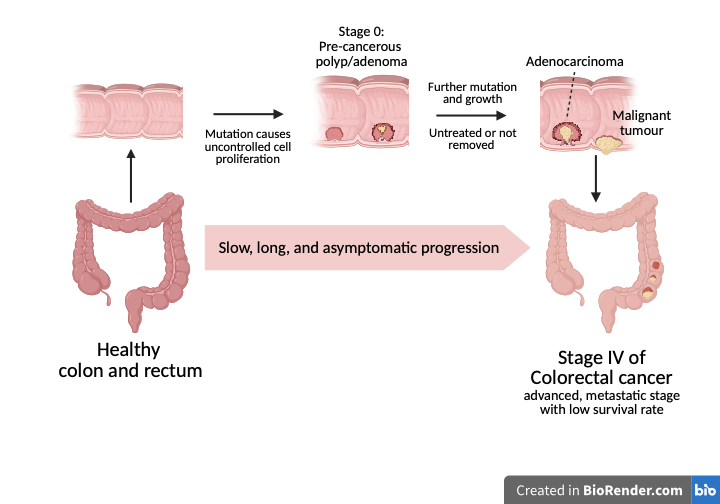 Stage 0:
Pre-cancerous
polyp/adenoma
Adenocarcinoma
Further mutation
and growth
Malignant
tumour
Mutation causes
uncontrolled cell
proliferation
Untreated or not
removed
Slow, long, and asymptomatic progression
Healthy
colon and rectum
Stage IV of
Colorectal cancer
advanced, metastatic stage
with low survival rate
Created in BioRender.com bio